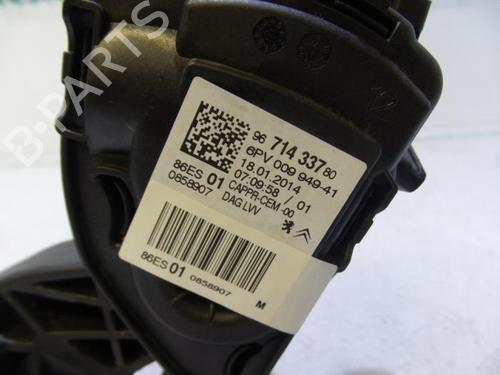 B-PARTS
12
96 714 337 80
6PV 009 949-41
18.01.2014
07:09:58 / 01
86ES 01 CAPPR-CEM-00
0858907 DAG LVV
86ES 01 0858907 M